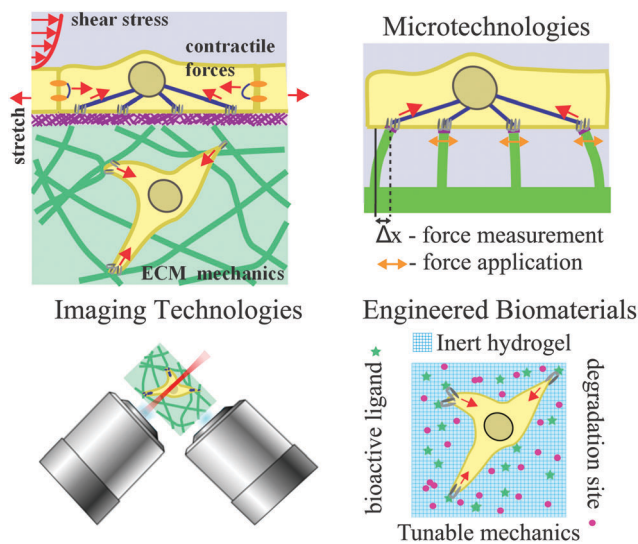 shear stress
contractile
forces
stretch
ECM mechanics
Microtechnologies
Δx - force measurement
- force application
Imaging Technologies
Engineered Biomaterials
Inert hydrogel
bioactive ligand
degradation site
Tunable mechanics